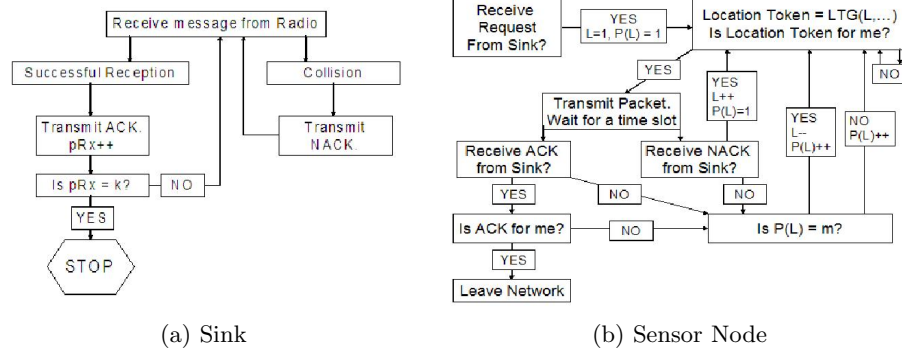 Receive message from Radio
Successful Reception
Collision
Transmit ACK.
pRx++
Transmit
NACK.
Is pRx = k?
NO
YES
STOP
(a) Sink
Receive
Request
From Sink?
YES
L=1, P(L) = 1
Location Token = LTG(L,...)
Is Location Token for me?
NO
YES
YES
L++
P(L)=1
Transmit Packet.
Wait for a time slot
YES
L--
P(L)++
NO
P(L)++
Receive ACK
from Sink?
Receive NACK
from Sink?
YES
NO
NO
Is ACK for me?
NO
Is P(L) = m?
YES
Leave Network
(b) Sensor Node